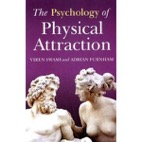 The Psychology of
Physical
Attraction
VIREN SWAMI AND ADRIAN FURNHAM